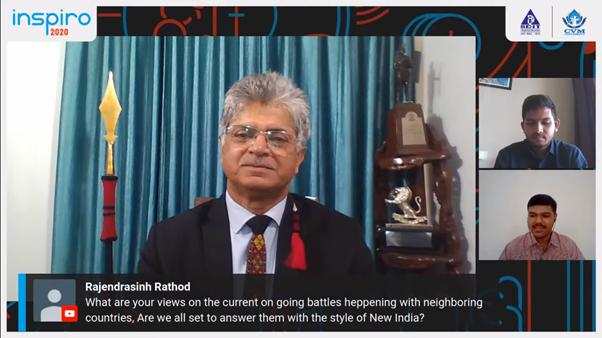 inspiro
2020
CVM
Rajendrasinh Rathod
What are your views on the current on going battles heppening with neighboring
countries, Are we all set to answer them with the style of New India?